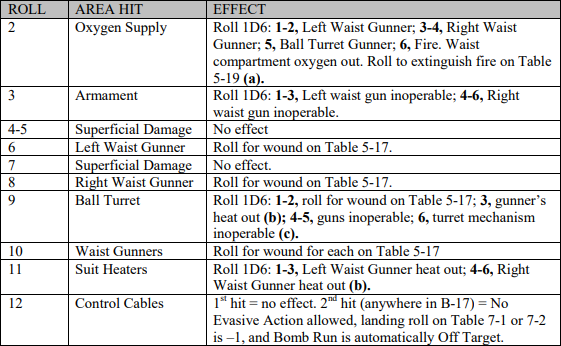 ROLL AREA HIT EFFECT
2 Oxygen Supply Roll 1D6: 1-2, Left Waist Gunner; 3-4, Right Waist
Gunner; 5, Ball Turret Gunner; 6, Fire. Waist
compartment oxygen out. Roll to extinguish fire on Table
5-19 (a).
3 Armament Roll 1D6: 1-3, Left waist gun inoperable; 4-6, Right
waist gun inoperable.
4-5 Superficial Damage No effect
6 Left Waist Gunner Roll for wound on Table 5-17.
7 Superficial Damage No effect.
8 Right Waist Gunner Roll for wound on Table 5-17.
9 Ball Turret Roll 1D6: 1-2, roll for wound on Table 5-17; 3, gunner's
heat out (b); 4-5, guns inoperable; 6, turret mechanism
inoperable (c).
10 Waist Gunners Roll for wound for each on Table 5-17
11 Suit Heaters Roll 1D6: 1-3, Left Waist Gunner heat out; 4-6, Right
Waist Gunner heat out (b).
12 Control Cables 1st hit = no effect. 2nd hit (anywhere in B-17) = No
Evasive Action allowed, landing roll on Table 7-1 or 7-2
is –1, and Bomb Run is automatically Off Target.